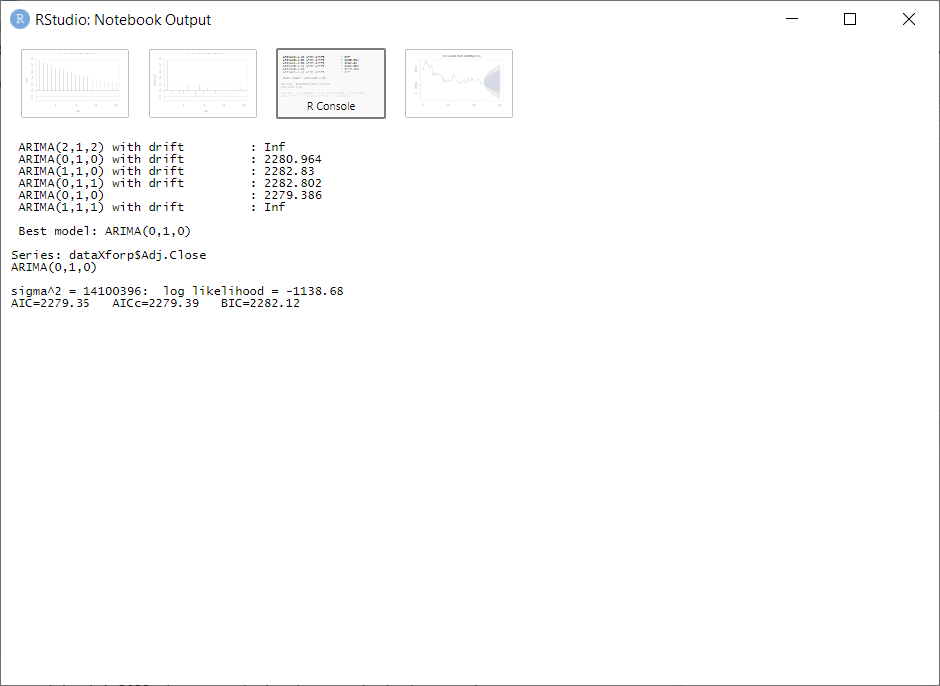 RStudio: Notebook Output
R Console
ARIMA(2,1,2) with drift : Inf
ARIMA(0,1,0) with drift : 2280.964
ARIMA(1,1,0) with drift : 2282.83
ARIMA(0,1,1) with drift : 2282.802
ARIMA(0,1,0) : 2279.386
ARIMA(1,1,1) with drift : Inf
Best model: ARIMA(0,1,0)
Series: dataXforp$Adj.Close
ARIMA(0,1,0)
sigma^2 = 14100396: log likelihood = -1138.68
AIC=2279.35 AICc=2279.39 BIC=2282.12